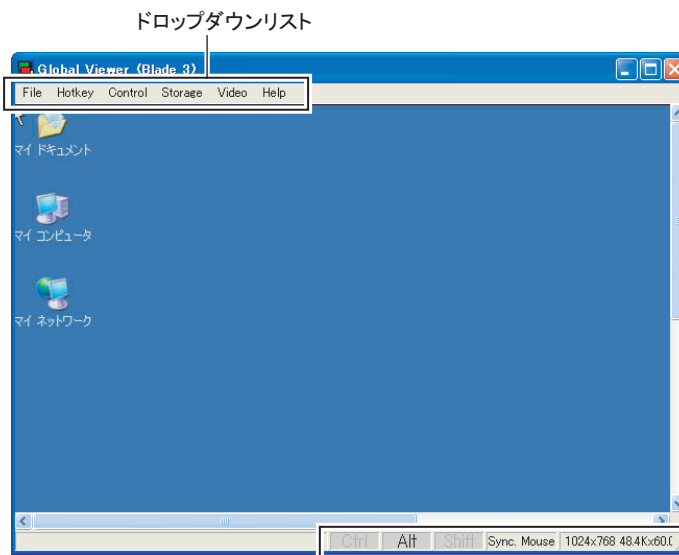 ドロップダウンリスト
Global Viewer (Blade 3)
File Hotkey Control Storage Video Help
マイ ドキュメント
マイ コンピュータ
マイ ネットワーク
Ctrl Alt Shift Sync. Mouse 1024x768 48.4Kx60.0